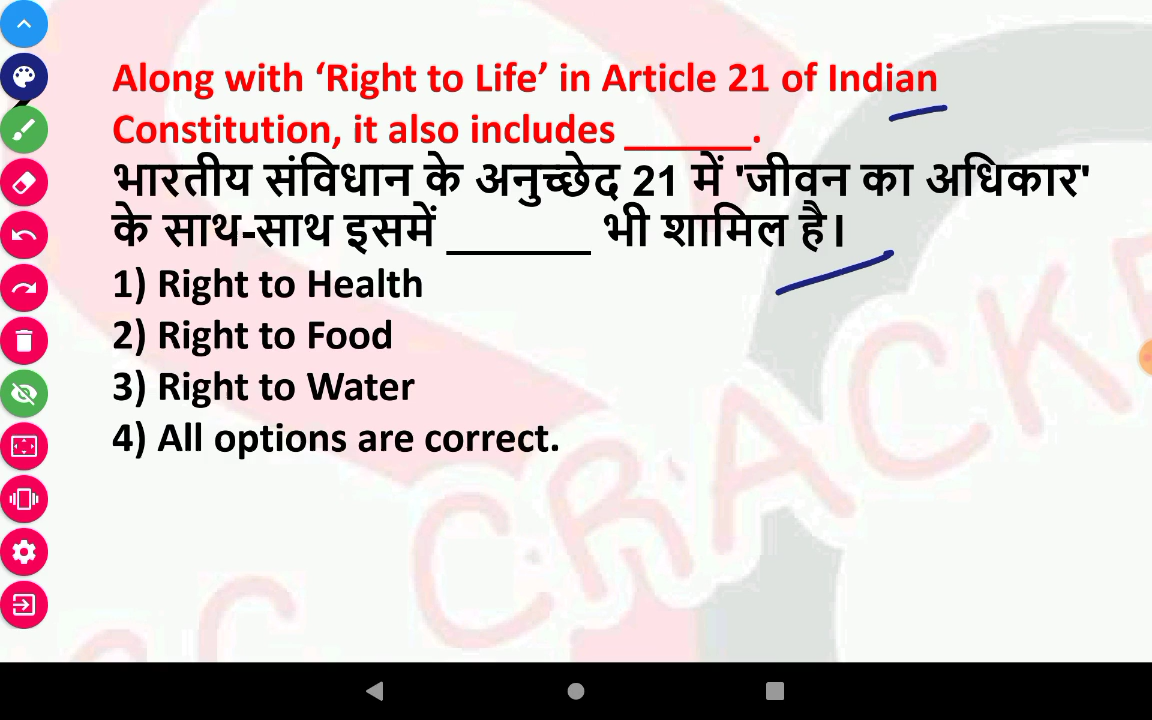 Along with ‘Right to Life’ in Article 21 of Indian
Constitution, it also includes ______.
भारतीय संविधान के अनुच्छेद 21 में 'जीवन का अधिकार'
के साथ-साथ इसमें ______ भी शामिल है।
1) Right to Health
2) Right to Food
3) Right to Water
4) All options are correct.
CRACKE